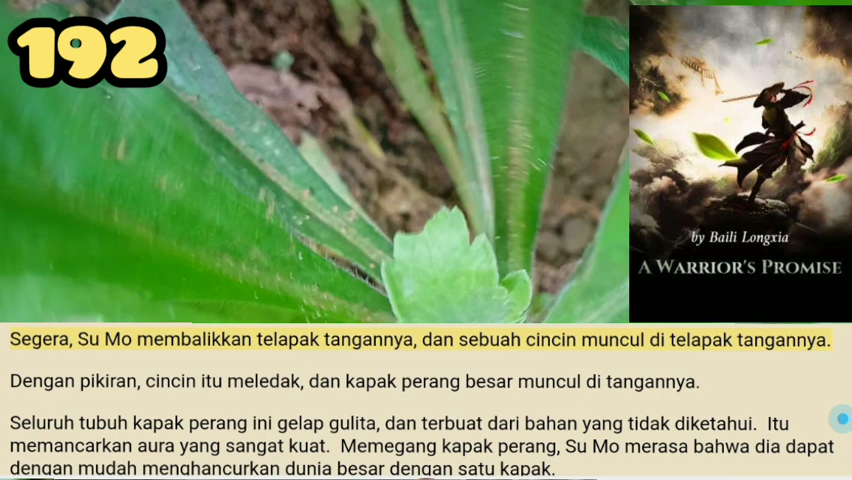 192
by Baili Longxia
A WARRIOR'S PROMISE
Segera, Su Mo membalikkan telapak tangannya, dan sebuah cincin muncul di telapak tangannya.
Dengan pikiran, cincin itu meledak, dan kapak perang besar muncul di tangannya.
Seluruh tubuh kapak perang ini gelap gulita, dan terbuat dari bahan yang tidak diketahui. Itu
memancarkan aura yang sangat kuat. Memegang kapak perang, Su Mo merasa bahwa dia dapat
dengan mudah menghancurkan dunia besar dengan satu kapak.